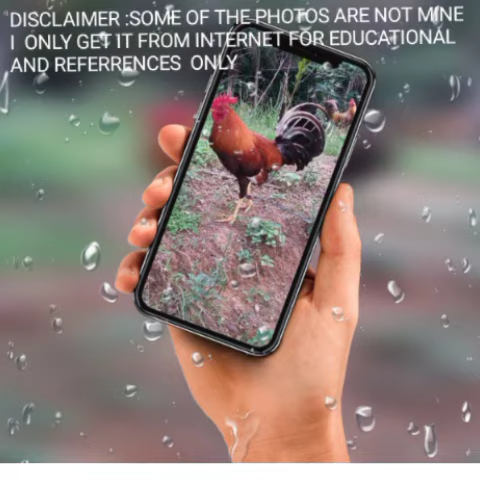 DISCLAIMER :SOME OF THE PHOTOS ARE NOT MINE
I ONLY GET IT FROM INTERNET FOR EDUCATIONAL
AND REFERRENCES ONLY